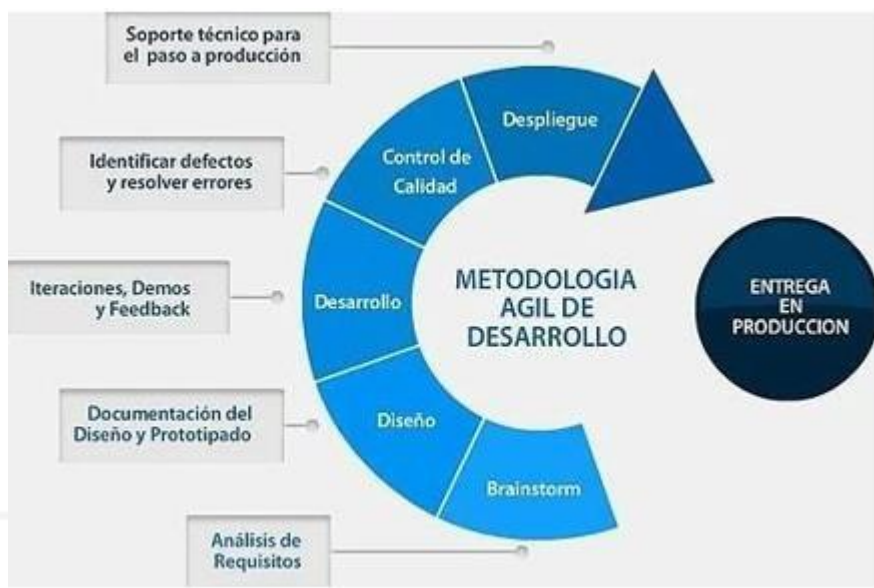 Soporte técnico para
el paso a producción
Despliegue
Identificar defectos
y resolver errores
Control de
Calidad
Iteraciones, Demos
y Feedback
Desarrollo
METODOLOGIA
AGIL DE
DESARROLLO
ENTREGA
EN
PRODUCCION
Documentación del
Diseño y Prototipado
Diseño
Brainstorm
Análisis de
Requisitos